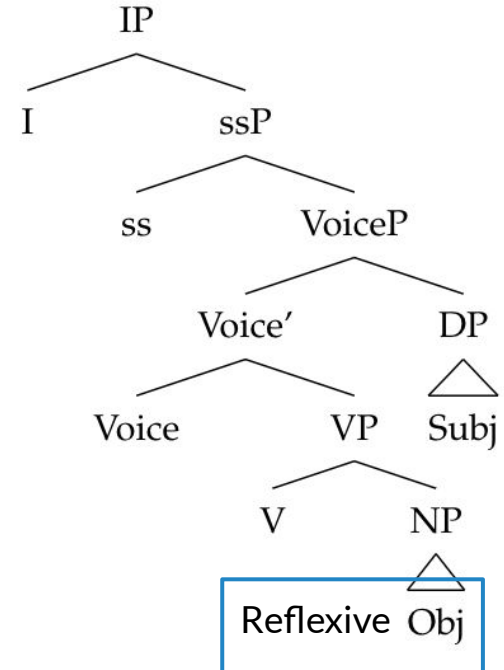 IP
I ssP
ss VoiceP
Voice′ DP
Voice VP Subj
V NP
Reflexive Obj